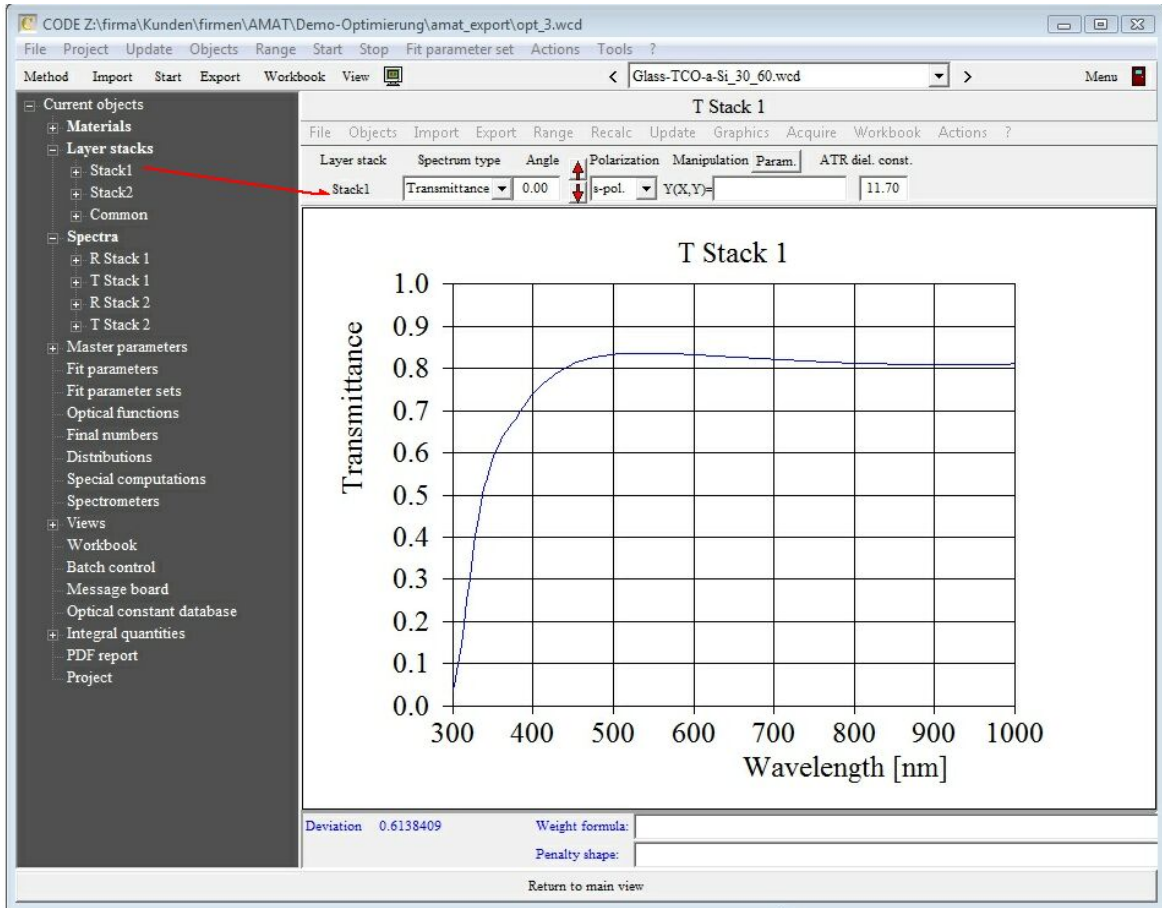 CODE Z:\firma\Kunden\firmen\AMAT\Demo-Optimierung\amat_export\opt_3.wcd
File Project Update Objects Range Start Stop Fit parameter set Actions Tools ?
Method Import Start Export Workbook View < Glass-TCO-a-Si_30_60.wcd > Menu
Current objects
Materials
Layer stacks
Stack1
Stack2
Common
Spectra
R Stack 1
T Stack 1
R Stack 2
T Stack 2
Master parameters
Fit parameters
Fit parameter sets
Optical functions
Final numbers
Distributions
Special computations
Spectrometers
Views
Workbook
Batch control
Message board
Optical constant database
Integral quantities
PDF report
Project
T Stack 1
File Objects Import Export Range Recalc Update Graphics Acquire Workbook Actions ?
Layer stack Spectrum type Angle Polarization Manipulation Param. ATR diel. const.
Stack1 Transmittance 0.00 s-pol. Y(X,Y)= 11.70
T Stack 1
Transmittance
1.0
0.9
0.8
0.7
0.6
0.5
0.4
0.3
0.2
0.1
0.0
300 400 500 600 700 800 900 1000
Wavelength [nm]
Deviation 0.6138409 Weight formula:
Penalty shape:
Return to main view